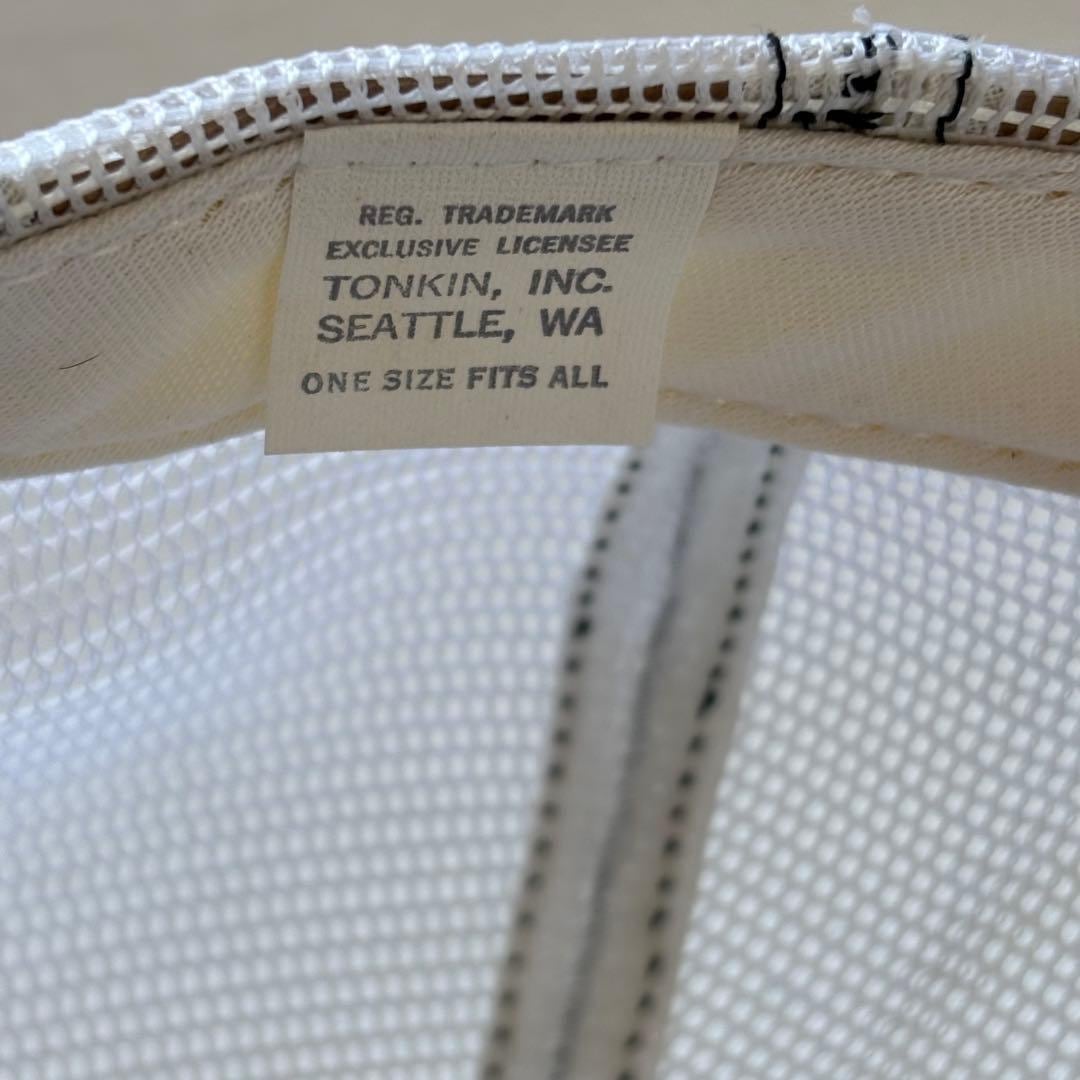 REG. TRADEMARK
EXCLUSIVE LICENSEE
TONKIN, INC.
SEATTLE, WA
ONE SIZE FITS ALL